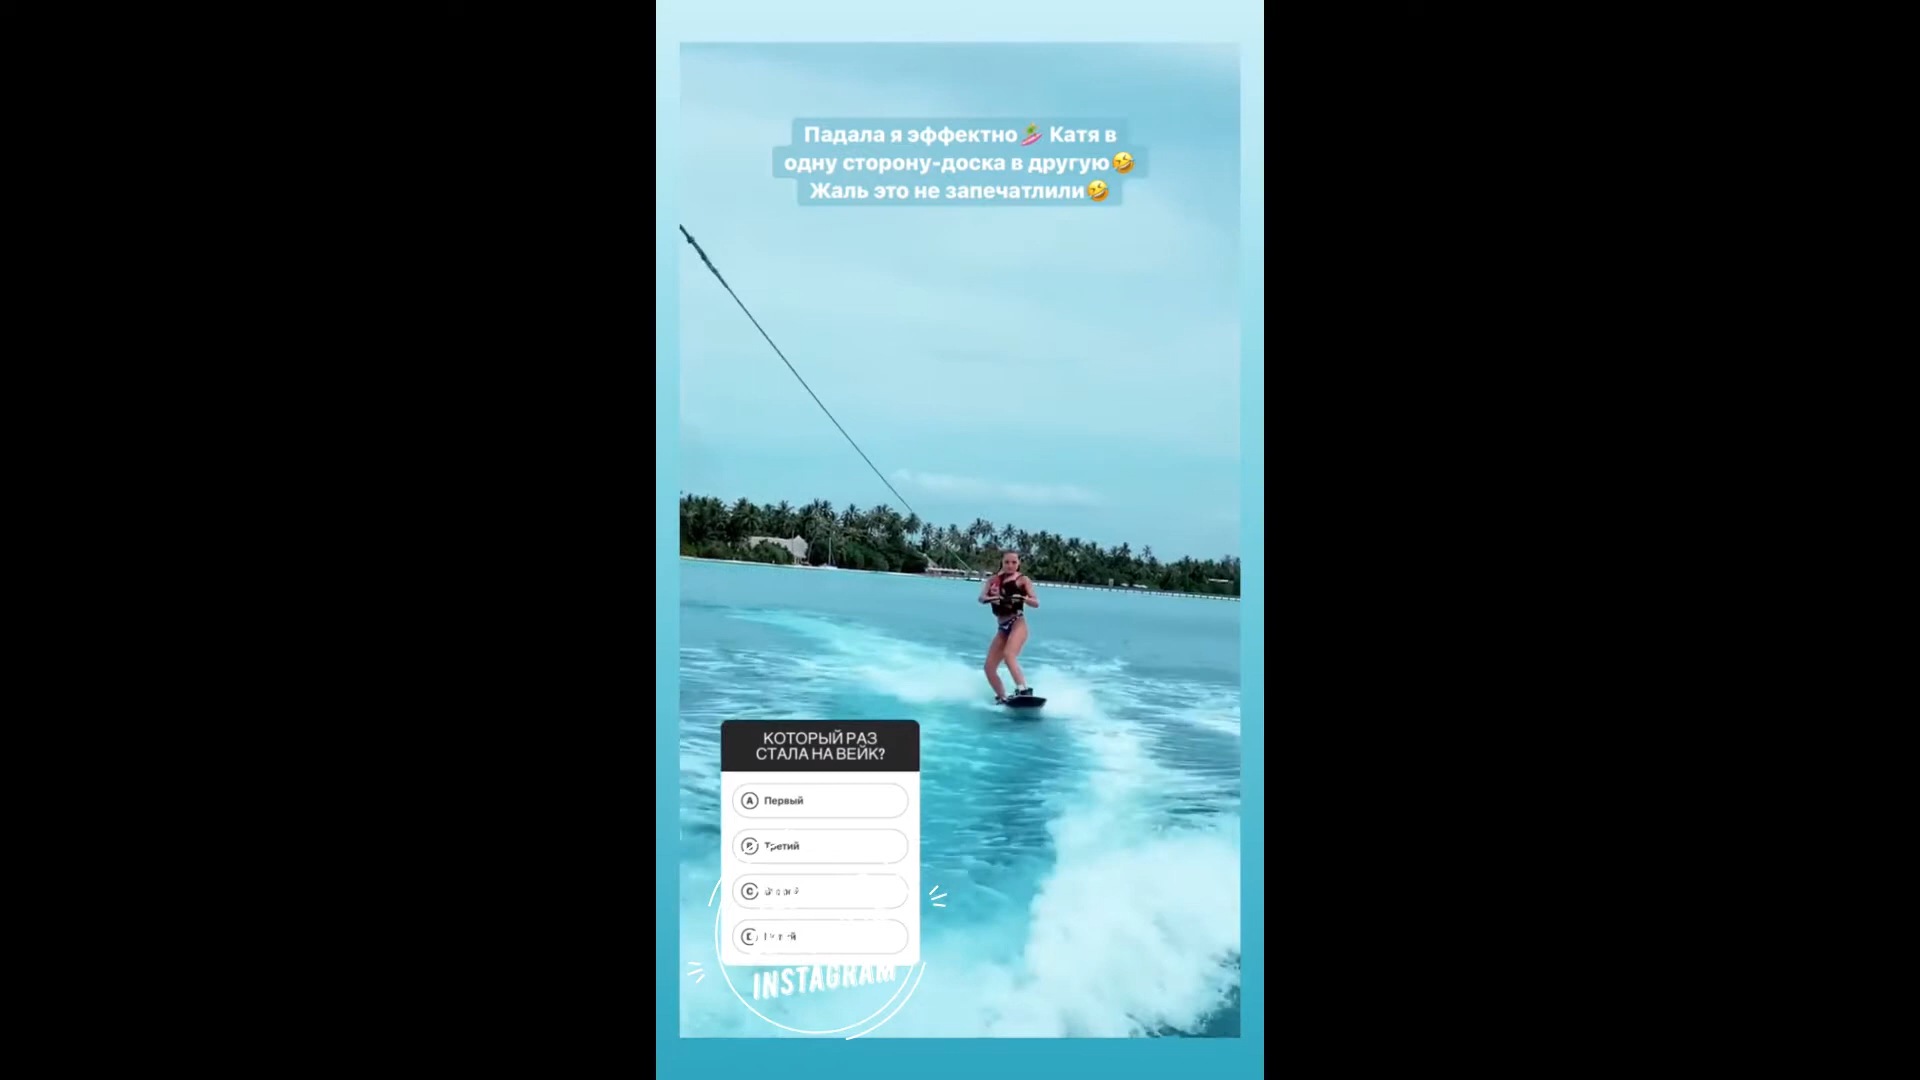 Падала я эффектно🏄 Катя в
одну сторону-доска в другую🤣
Жаль это не запечатлили🤣
КОТОРЫЙ РАЗ
СТАЛА НА ВЕЙК?
A Первый
B Третий
C
INSTAGRAM